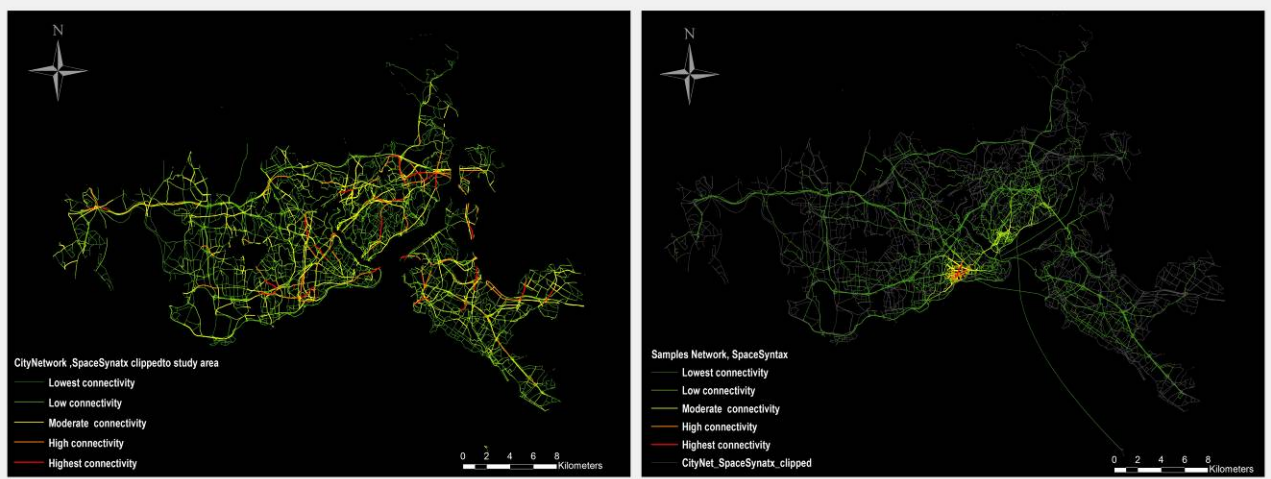 N
CityNetwork ,SpaceSynatx clippedto study area
Lowest connectivity
Low connectivity
Muderate connectivity
High connectivity
Highest connectivity
0 2 4 6 8
Kilometers
N
Samples Network, SpaceSyntax
Lowest connectivity
Low connectivity
Muderate connectivity
High connectivity
Highest connectivity
CityNet_SpaceSynatx_clipped
0 2 4 6 8
Kilometers